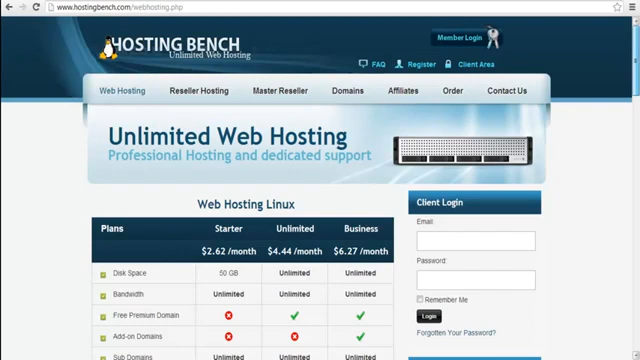 www.hostingbench.com/webhosting.php
HOSTING BENCH
Unlimited Web Hosting
Member Login
FAQ Register Client Area
Web Hosting Reseller Hosting Master Reseller Domains Affiliates Order Contact Us
Unlimited Web Hosting
Professional Hosting and dedicated support
Web Hosting Linux
Plans Starter Unlimited Business
$2.62 /month $4.44 /month $6.27 /month
Disk Space 50 GB Unlimited Unlimited
Bandwidth Unlimited Unlimited Unlimited
Free Premium Domain
Add-on Domains
Sub Domains Unlimited Unlimited Unlimited
Client Login
Email:
Password:
Remember Me
Login
Forgotten Your Password?